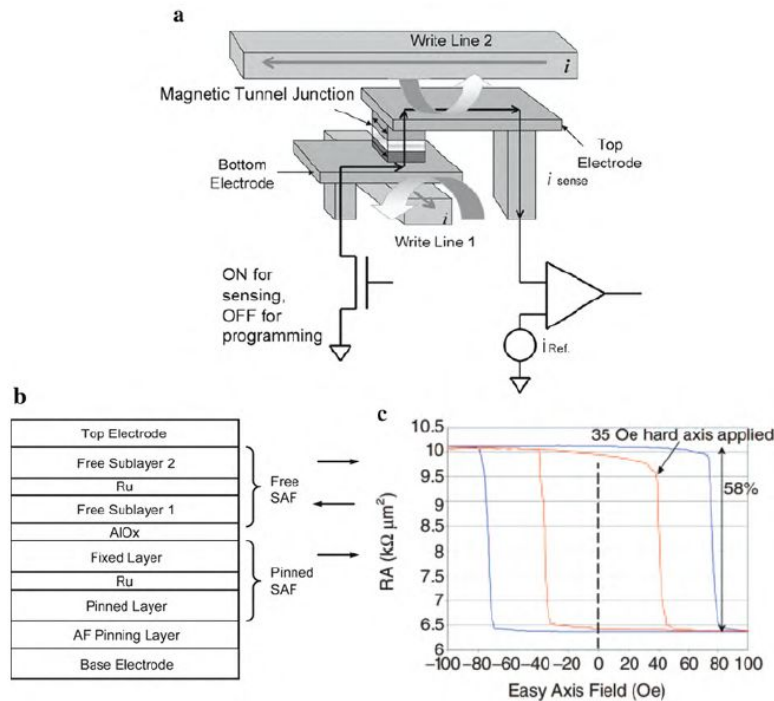 a
Write Line 2
i
Magnetic Tunnel Junction
Top
Electrode
Bottom
Electrode
i sense
i
Write Line 1
ON for
sensing,
OFF for
programming
i Ref.
b
Top Electrode
Free Sublayer 2
Ru
Free Sublayer 1
AlOx
Fixed Layer
Ru
Pinned Layer
AF Pinning Layer
Base Electrode
Free
SAF
Pinned
SAF
c
10.5
10
9.5
9
8.5
8
7.5
7
6.5
6
RA (kΩ μm²)
35 Oe hard axis applied
58%
−100 −80 −60 −40 −20 0 20 40 60 80 100
Easy Axis Field (Oe)